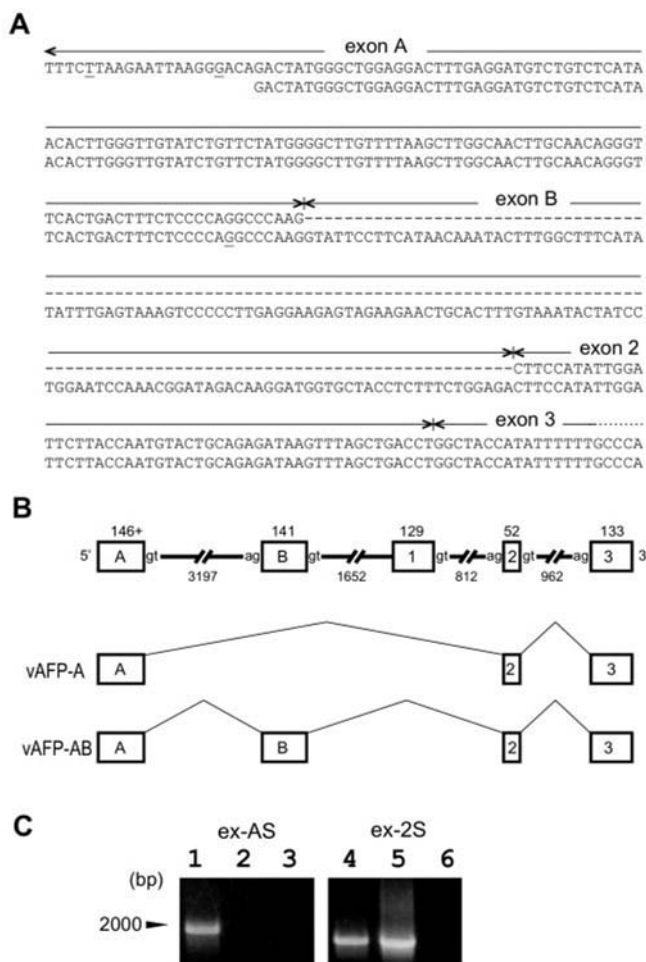 A
exon A
TTTCTTAAGAATTAAGGGACAGACTATGGGCTGGAGGACTTTGAGGATGTCTGTCTCATA
GACTATGGGCTGGAGGACTTTGAGGATGTCTGTCTCATA
ACACTTGGGTTGTATCTGTTCTATGGGGCTTGTTTTAAGCTTGGCAACTTGCAACAGGGT
ACACTTGGGTTGTATCTGTTCTATGGGGCTTGTTTTAAGCTTGGCAACTTGCAACAGGGT
exon B
TCACTGACTTTCTCCCCAGGCCCAAG----------------------------------
TCACTGACTTTCTCCCCAGGCCCAAGGTATTCCTTCATAACAAATACTTTGGCTTTCATA
------------------------------------------------------------
TATTTGAGTAAAGTCCCCCTTGAGGAAGAGTAGAAGAACTGCACTTTGTAAATACTATCC
exon 2
-----------------------------------------------CTTCCATATTGGA
TGGAATCCAAACGGATAGACAAGGATGGTGCTACCTCTTTCTGGAGACTTCCATATTGGA
exon 3
TTCTTACCAATGTACTGCAGAGATAAGTTTAGCTGACCTGGCTACCATATTTTTTGCCCA
TTCTTACCAATGTACTGCAGAGATAAGTTTAGCTGACCTGGCTACCATATTTTTTGCCCA
B
146+ 141 129 52 133
5' A gt ag B gt 1 gt ag 2 gt ag 3 3
3197 1652 812 962
vAFP-A A 2 3
vAFP-AB A B 2 3
C
ex-AS ex-2S
1 2 3 4 5 6
(bp)
2000